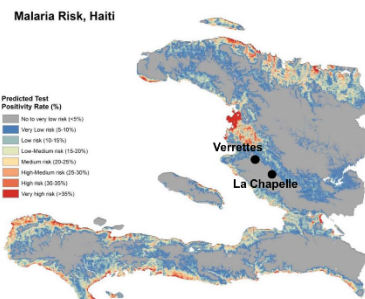 Malaria Risk, Haiti
Predicted Test
Positivity Rate (%)
No to very low risk (<5%)
Very Low risk (5-10%)
Low risk (10-15%)
Low-Medium risk (15-20%)
Medium risk (20-25%)
High-Medium risk (25-30%)
High risk (30-35%)
Very high risk (>35%)
Verrettes
La Chapelle